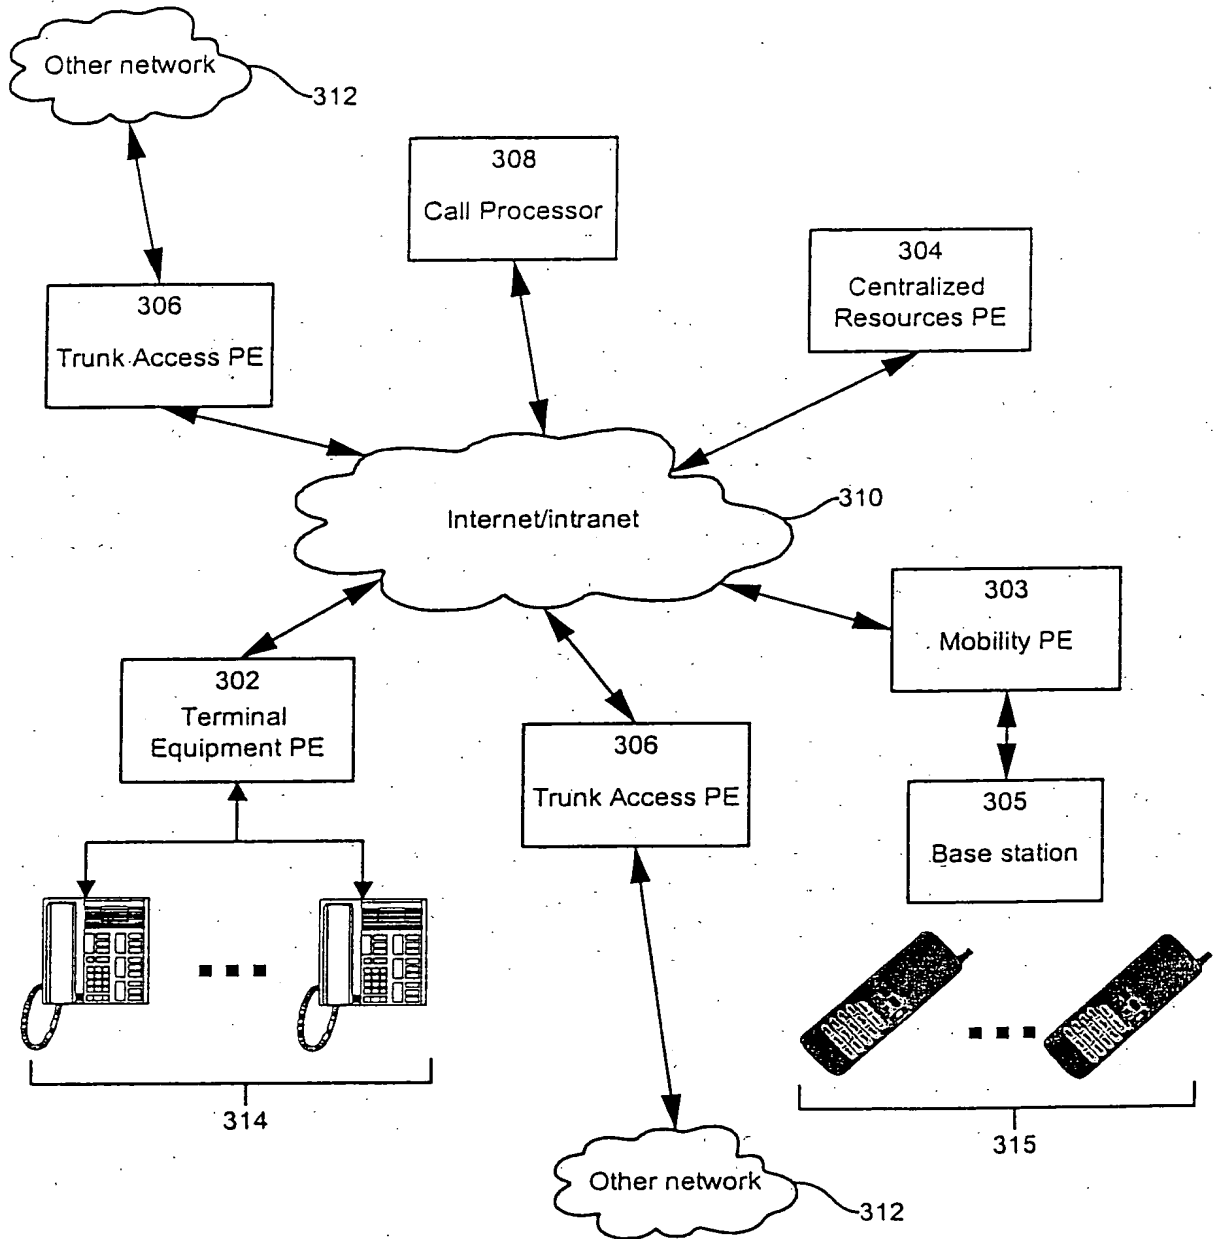 Other network
312
308
Call Processor
304
Centralized
Resources PE
306
Trunk Access PE
310
Internet/intranet
303
Mobility PE
302
Terminal
Equipment PE
306
Trunk Access PE
305
Base station
314
315
Other network
312